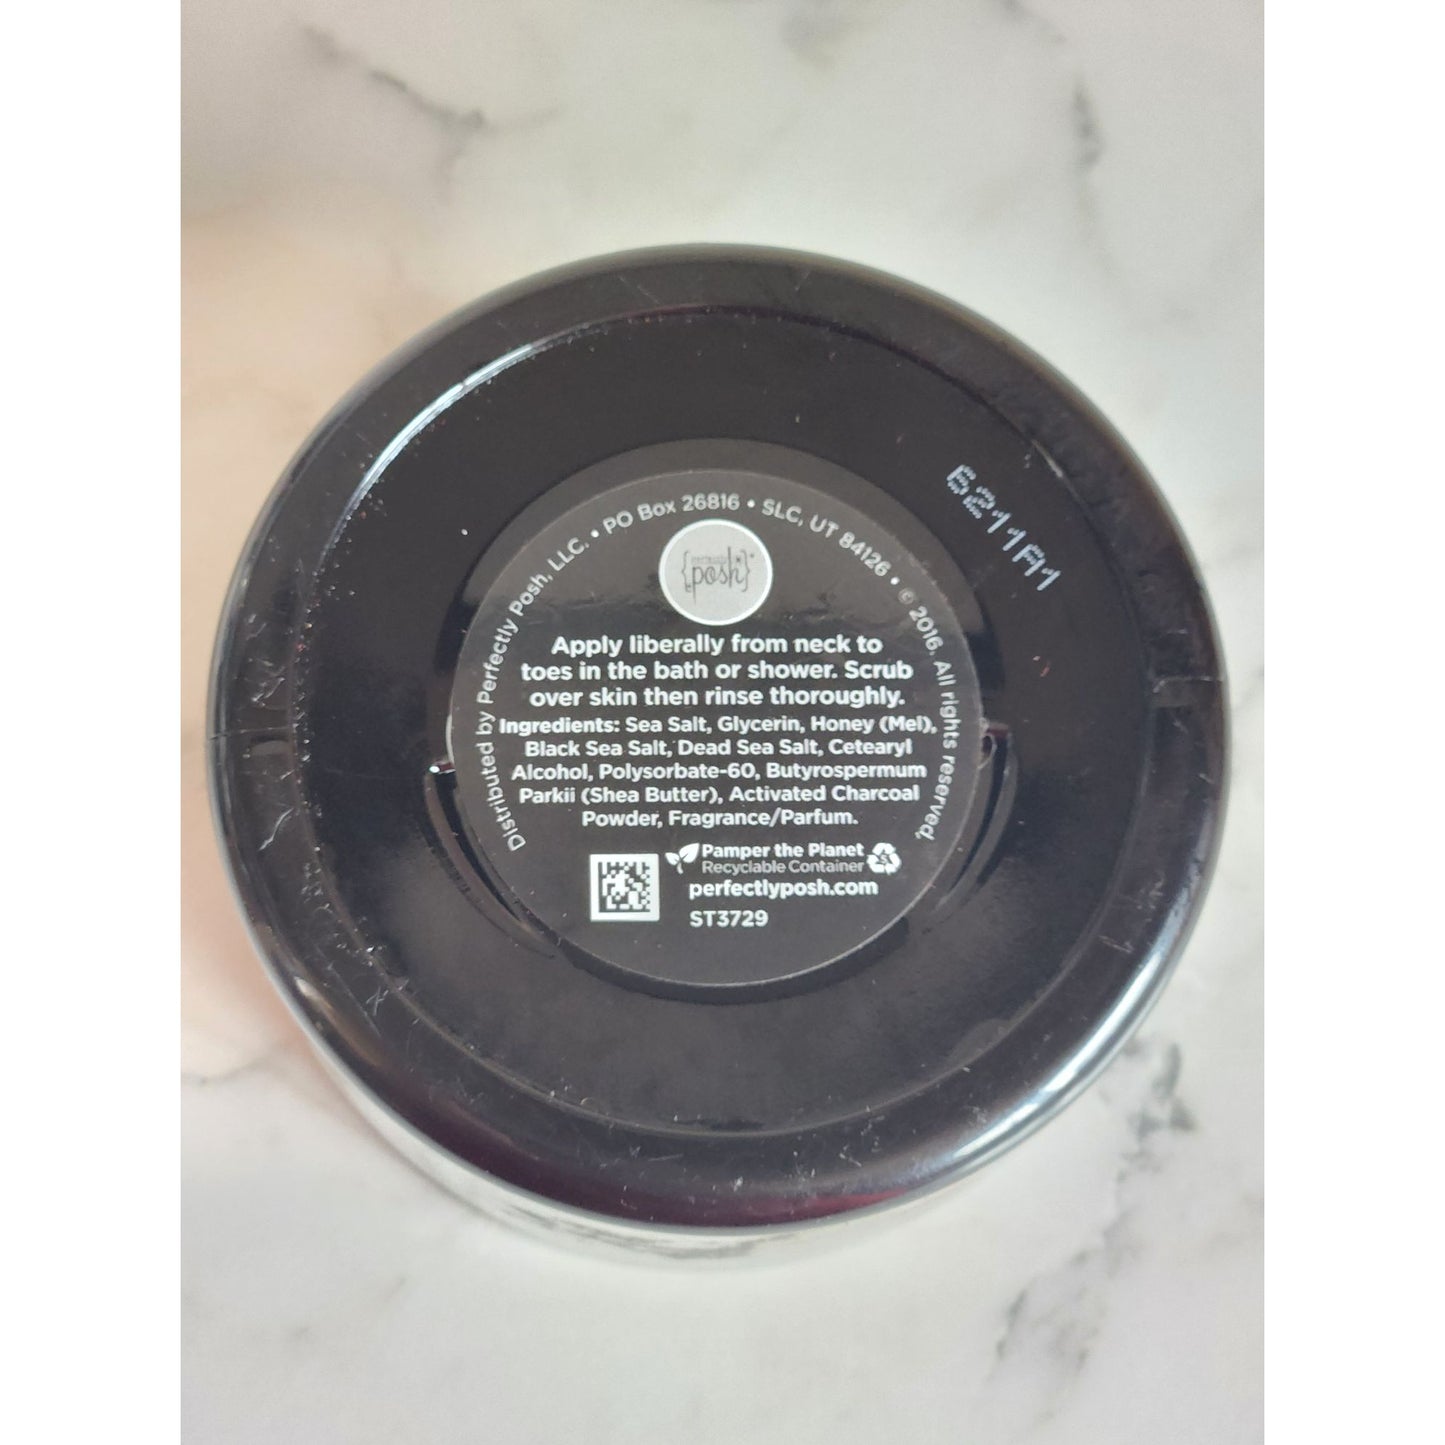 Distributed by Perfectly Posh, LLC. • PO Box 26816 • SLC, UT 84126 • © 2016. All rights reserved.
{posh}®
Apply liberally from neck to
toes in the bath or shower. Scrub
over skin then rinse thoroughly.
Ingredients: Sea Salt, Glycerin, Honey (Mel),
Black Sea Salt, Dead Sea Salt, Cetearyl
Alcohol, Polysorbate-60, Butyrospermum
Parkii (Shea Butter), Activated Charcoal
Powder, Fragrance/Parfum.
Pamper the Planet
Recyclable Container
5
perfectlyposh.com
ST3729
6211A1